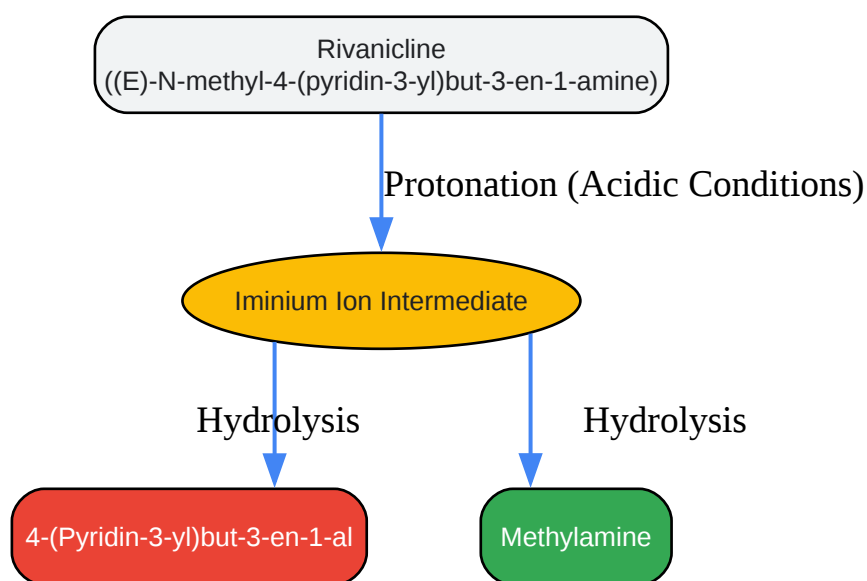 Rivanicline
((E)-N-methyl-4-(pyridin-3-yl)but-3-en-1-amine)
Protonation (Acidic Conditions)
Iminium Ion Intermediate
Hydrolysis
Hydrolysis
4-(Pyridin-3-yl)but-3-en-1-al
Methylamine